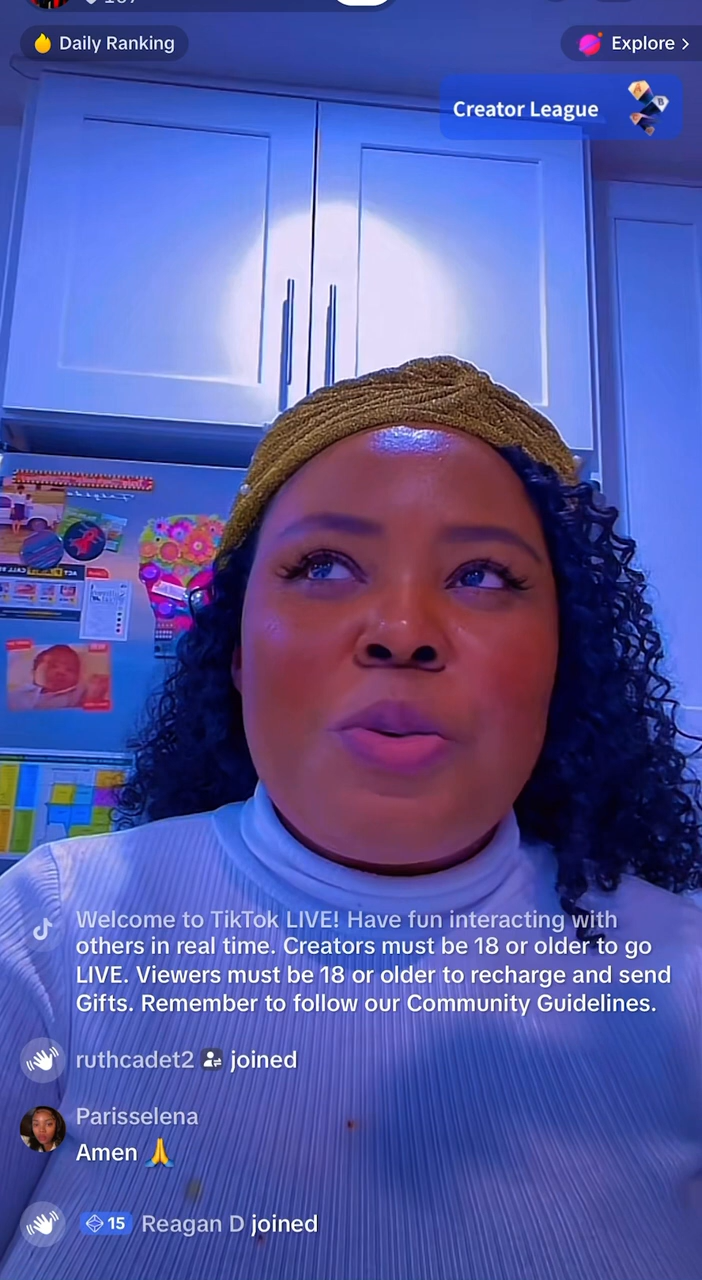 Daily Ranking
Explore >
Creator League
Welcome to TikTok LIVE! Have fun interacting with
others in real time. Creators must be 18 or older to go
LIVE. Viewers must be 18 or older to recharge and send
Gifts. Remember to follow our Community Guidelines.
ruthcadet2 joined
Parisselena
Amen 🙏
15 Reagan D joined